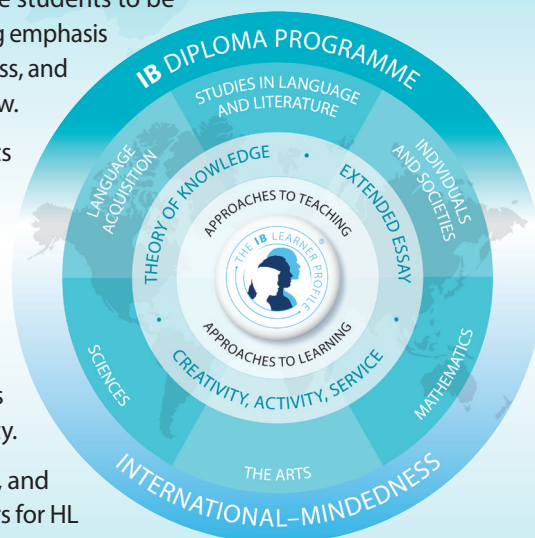 e students to be
g emphasis
ss, and
w.
ts
s
ty.
, and
s for HL
IB DIPLOMA PROGRAMME
STUDIES IN LANGUAGE
AND LITERATURE
LANGUAGE
ACQUISITION
INDIVIDUALS
AND SOCIETIES
THEORY OF KNOWLEDGE
EXTENDED ESSAY
APPROACHES TO TEACHING
THE IB LEARNER PROFILE
®
APPROACHES TO LEARNING
CREATIVITY, ACTIVITY, SERVICE
SCIENCES
MATHEMATICS
THE ARTS
INTERNATIONAL–MINDEDNESS